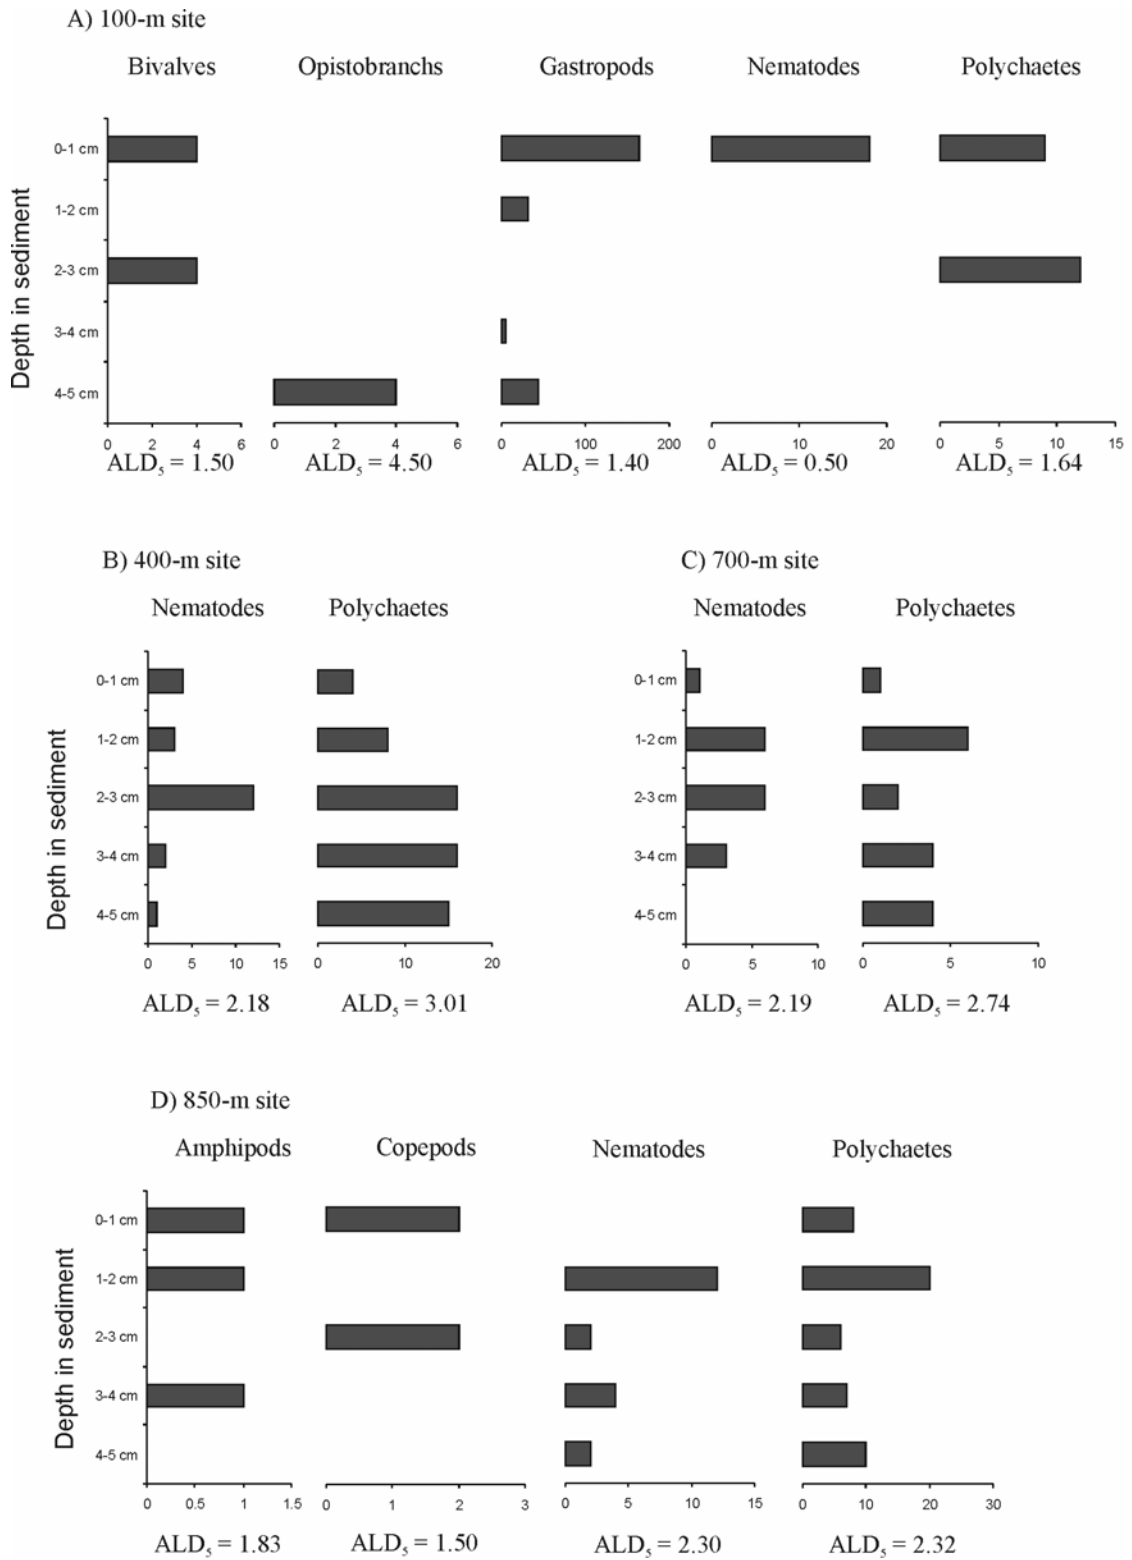 A) 100-m site
Bivalves Opistobranchs Gastropods Nematodes Polychaetes
Depth in sediment
0-1 cm
1-2 cm
2-3 cm
3-4 cm
4-5 cm
0 2 4 6 0 2 4 6 0 100 200 0 10 20 0 5 10 15
ALD₅ = 1.50 ALD₅ = 4.50 ALD₅ = 1.40 ALD₅ = 0.50 ALD₅ = 1.64
B) 400-m site
Nematodes Polychaetes
Depth in sediment
0-1 cm
1-2 cm
2-3 cm
3-4 cm
4-5 cm
0 5 10 15 0 10 20
ALD₅ = 2.18 ALD₅ = 3.01
C) 700-m site
Nematodes Polychaetes
0-1 cm
1-2 cm
2-3 cm
3-4 cm
4-5 cm
0 5 10 0 5 10
ALD₅ = 2.19 ALD₅ = 2.74
D) 850-m site
Amphipods Copepods Nematodes Polychaetes
Depth in sediment
0-1 cm
1-2 cm
2-3 cm
3-4 cm
4-5 cm
0 0.5 1 1.5 0 1 2 3 0 5 10 15 0 10 20 30
ALD₅ = 1.83 ALD₅ = 1.50 ALD₅ = 2.30 ALD₅ = 2.32